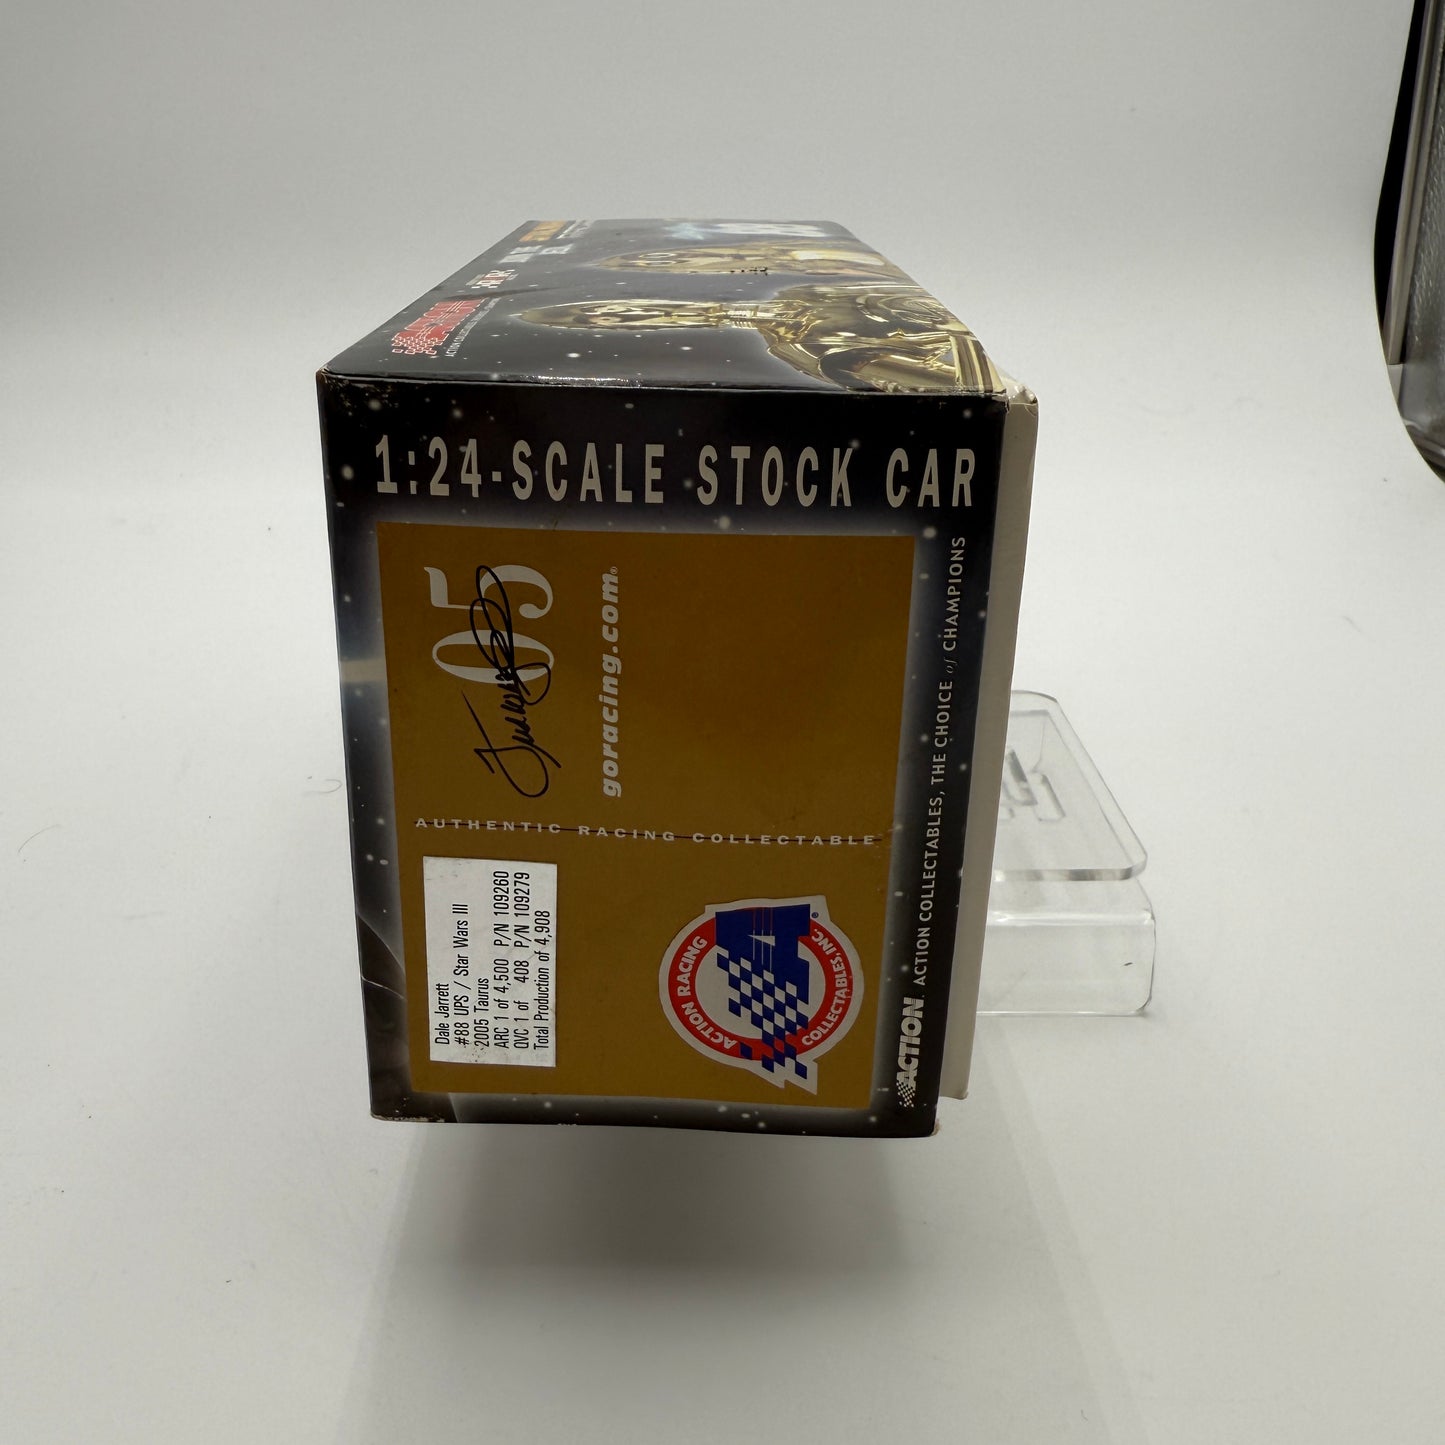 ACTION
88
1:24-SCALE STOCK CAR
05
goracing.com®
AUTHENTIC RACING COLLECTABLE
Dale Jarrett
#88 UPS / Star Wars III
2005 Taurus
ARC 1 of 4,500 P/N 109260
QVC 1 of 408 P/N 109279
Total Production of 4,908
ACTION RACING
COLLECTABLES, INC.
®
ACTION. ACTION COLLECTABLES, THE CHOICE of CHAMPIONS